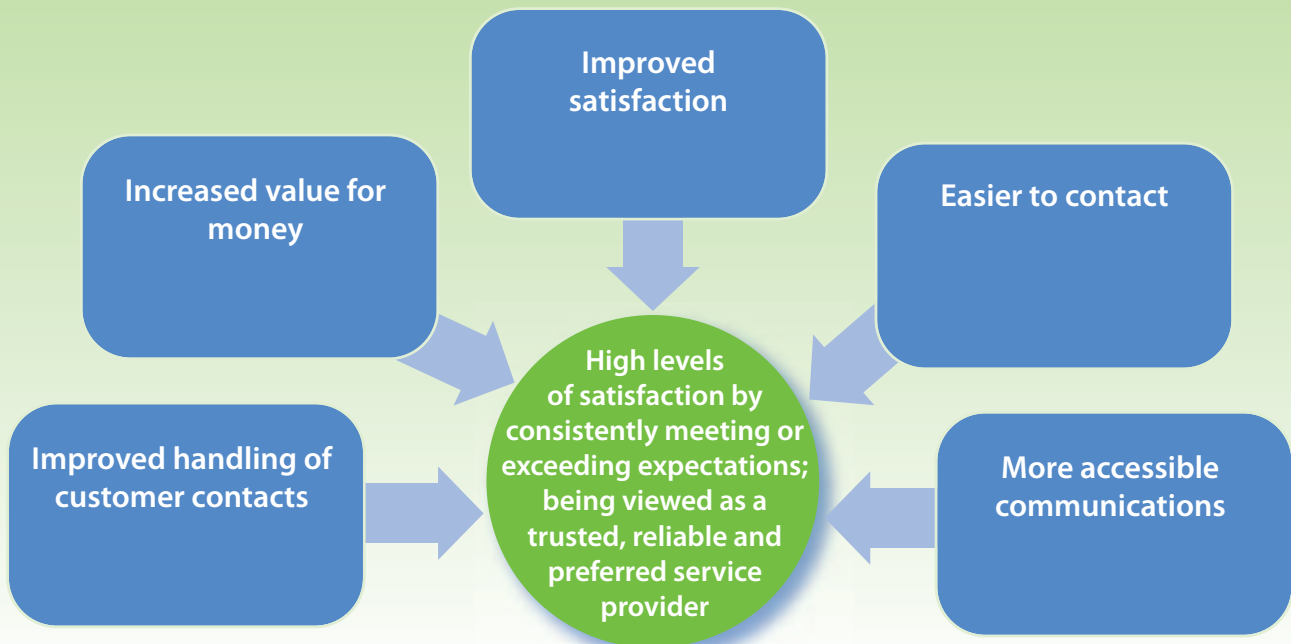 Improved
satisfaction
Increased value for
money
Easier to contact
Improved handling of
customer contacts
High levels
of satisfaction by
consistently meeting or
exceeding expectations;
being viewed as a
trusted, reliable and
preferred service
provider
More accessible
communications